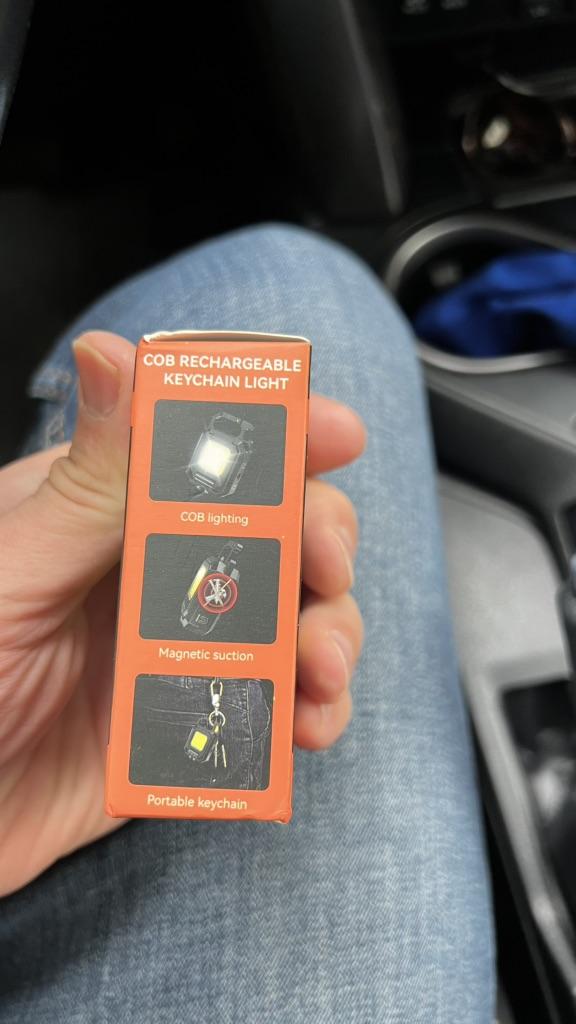 COB RECHARGEABLE
KEYCHAIN LIGHT
COB lighting
Magnetic suction
Portable keychain